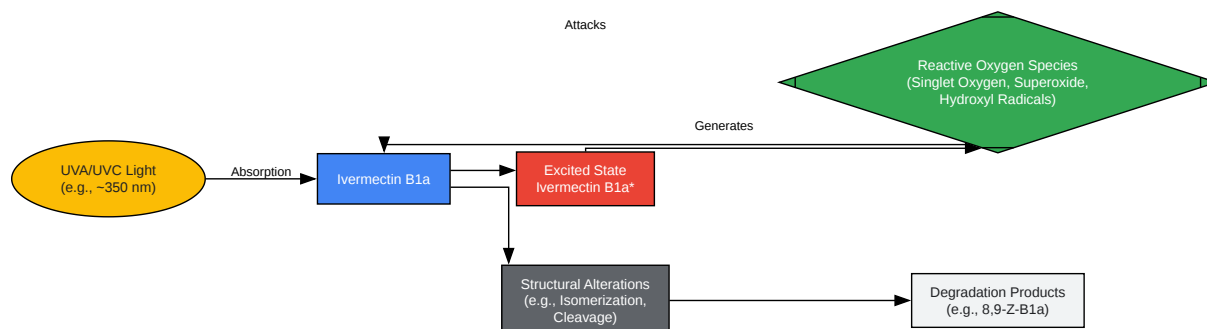 Attacks
Reactive Oxygen Species
(Singlet Oxygen, Superoxide,
Hydroxyl Radicals)
Generates
UVA/UVC Light
(e.g., ~350 nm)
Absorption
Ivermectin B1a
Excited State
Ivermectin B1a*
Structural Alterations
(e.g., Isomerization,
Cleavage)
Degradation Products
(e.g., 8,9-Z-B1a)